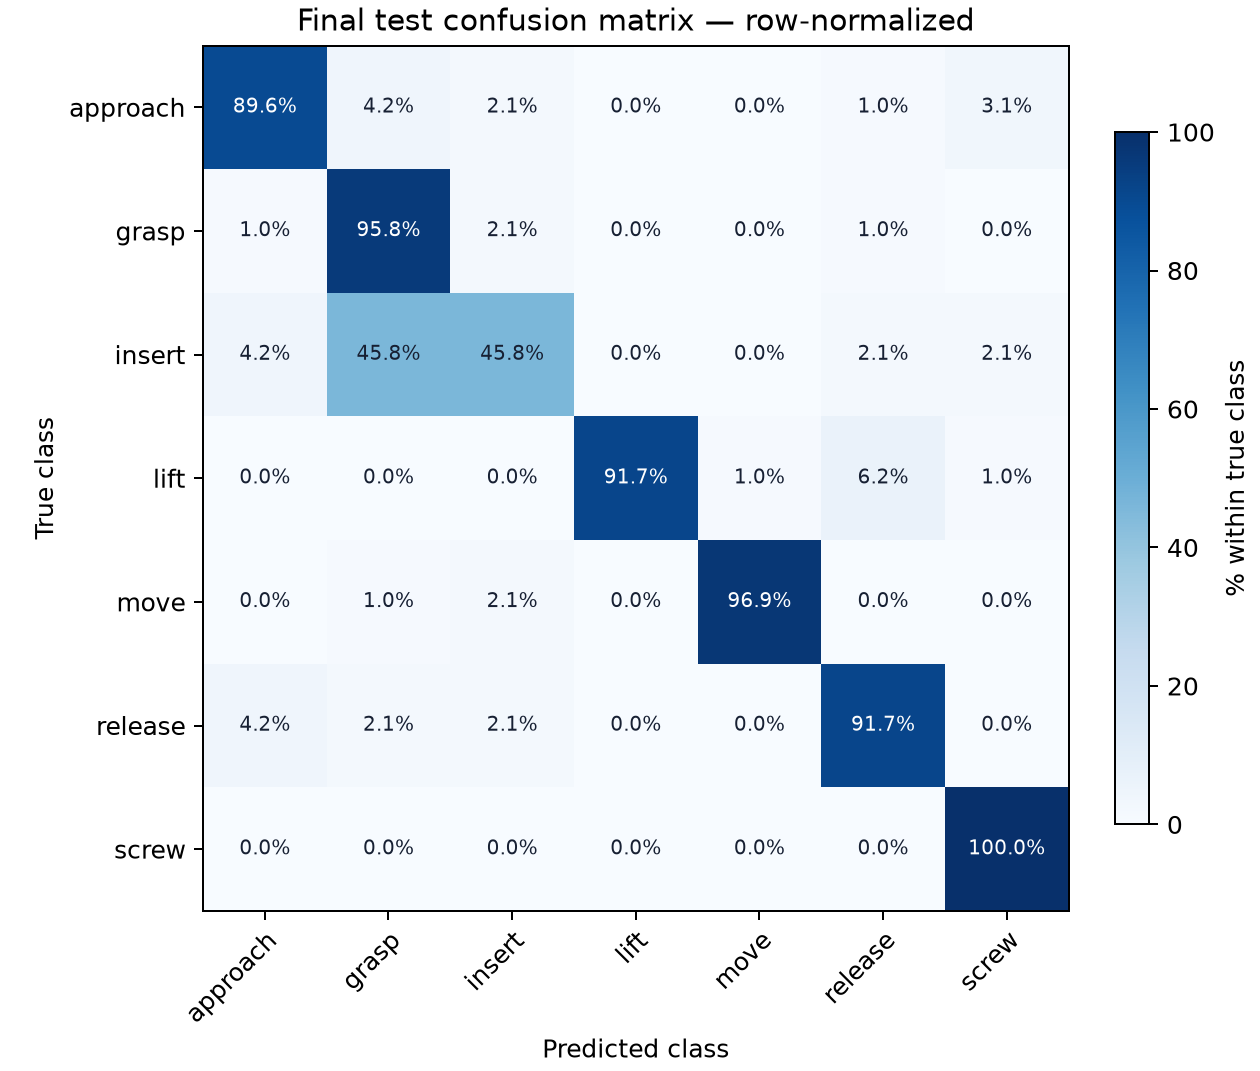 Final test confusion matrix — row-normalized
approach 89.6% 4.2% 2.1% 0.0% 0.0% 1.0% 3.1%
grasp 1.0% 95.8% 2.1% 0.0% 0.0% 1.0% 0.0%
insert 4.2% 45.8% 45.8% 0.0% 0.0% 2.1% 2.1%
lift 0.0% 0.0% 0.0% 91.7% 1.0% 6.2% 1.0%
move 0.0% 1.0% 2.1% 0.0% 96.9% 0.0% 0.0%
release 4.2% 2.1% 2.1% 0.0% 0.0% 91.7% 0.0%
screw 0.0% 0.0% 0.0% 0.0% 0.0% 0.0% 100.0%
approach grasp insert lift move release screw
Predicted class
True class
100
80
60
40
20
0
% within true class